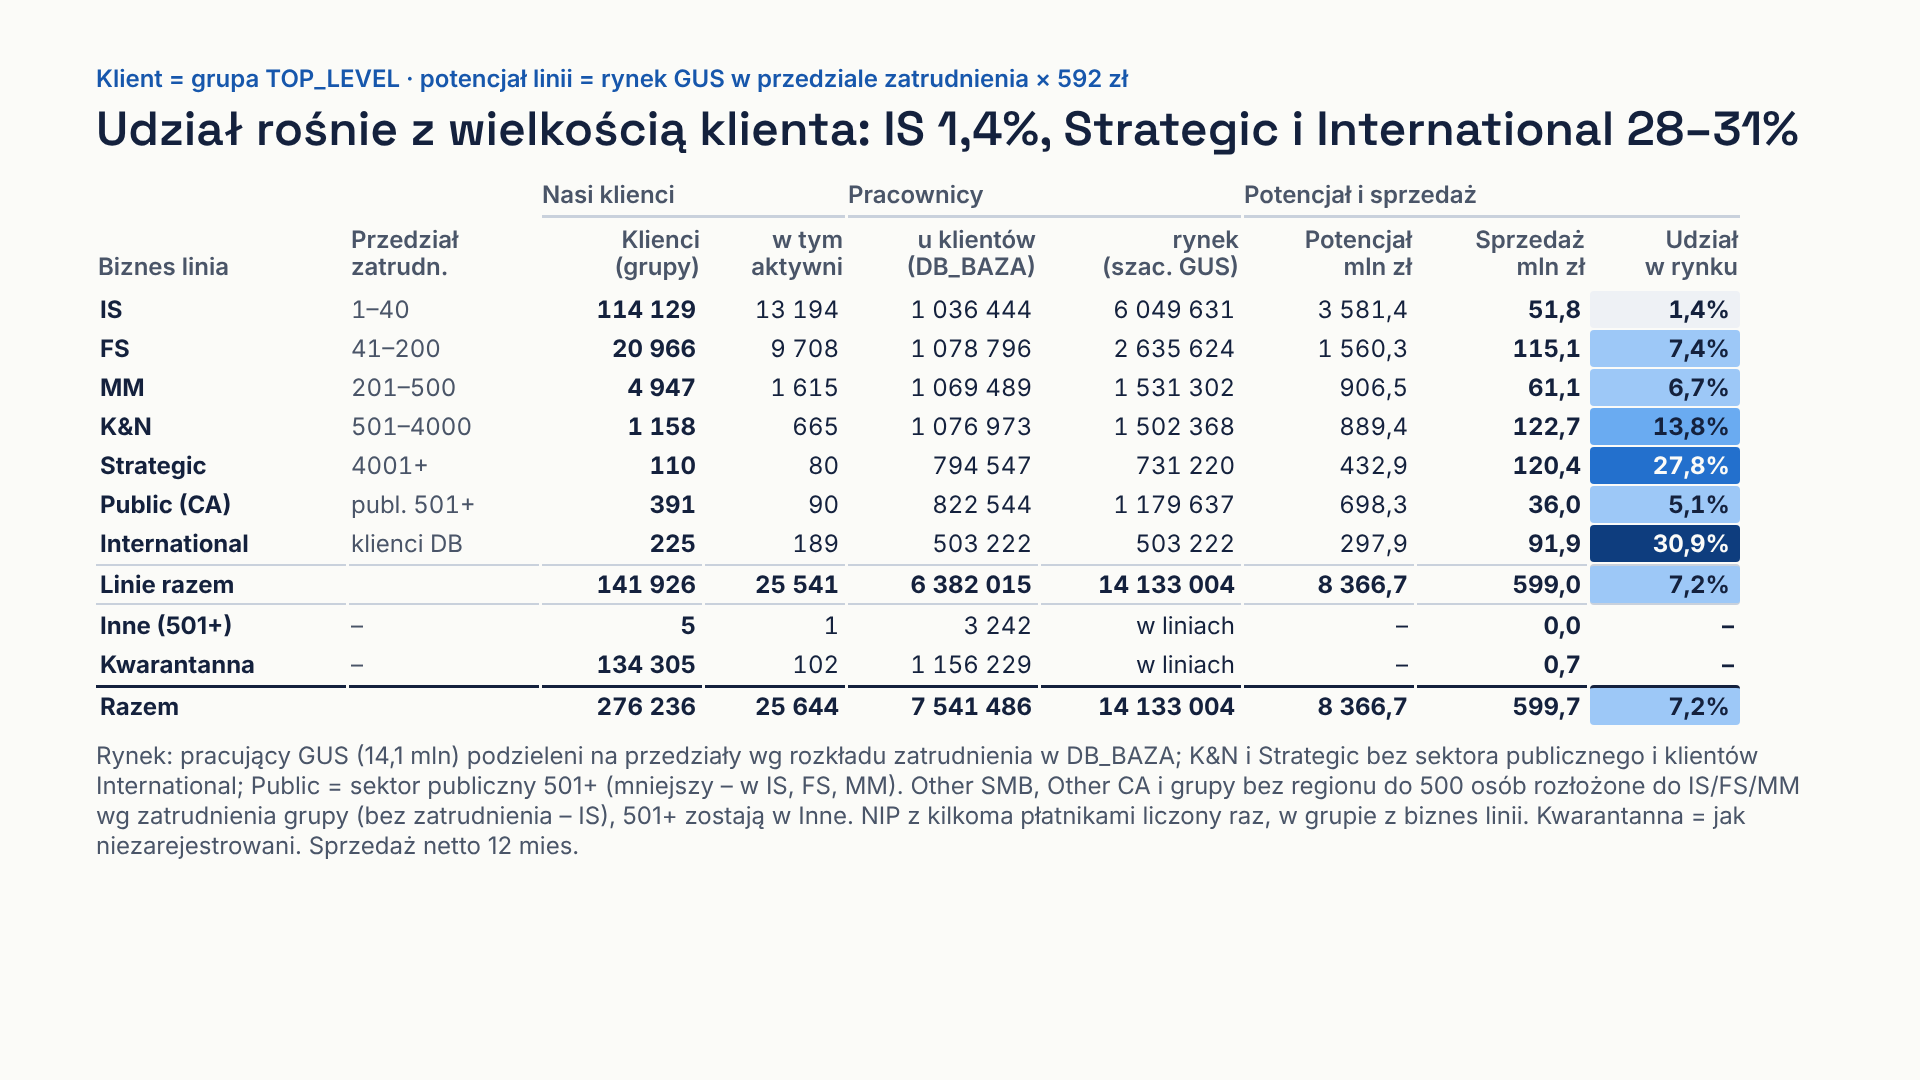 Klient = grupa TOP_LEVEL · potencjał linii = rynek GUS w przedziale zatrudnienia × 592 zł
Udział rośnie z wielkością klienta: IS 1,4%, Strategic i International 28–31%
Nasi klienci Pracownicy Potencjał i sprzedaż
Biznes linia Przedział zatrudn. Klienci (grupy) w tym aktywni u klientów (DB_BAZA) rynek (szac. GUS) Potencjał mln zł Sprzedaż mln zł Udział w rynku
IS 1–40 114 129 13 194 1 036 444 6 049 631 3 581,4 51,8 1,4%
FS 41–200 20 966 9 708 1 078 796 2 635 624 1 560,3 115,1 7,4%
MM 201–500 4 947 1 615 1 069 489 1 531 302 906,5 61,1 6,7%
K&N 501–4000 1 158 665 1 076 973 1 502 368 889,4 122,7 13,8%
Strategic 4001+ 110 80 794 547 731 220 432,9 120,4 27,8%
Public (CA) publ. 501+ 391 90 822 544 1 179 637 698,3 36,0 5,1%
International klienci DB 225 189 503 222 503 222 297,9 91,9 30,9%
Linie razem 141 926 25 541 6 382 015 14 133 004 8 366,7 599,0 7,2%
Inne (501+) – 5 1 3 242 w liniach – 0,0 –
Kwarantanna – 134 305 102 1 156 229 w liniach – 0,7 –
Razem 276 236 25 644 7 541 486 14 133 004 8 366,7 599,7 7,2%
Rynek: pracujący GUS (14,1 mln) podzieleni na przedziały wg rozkładu zatrudnienia w DB_BAZA; K&N i Strategic bez sektora publicznego i klientów
International; Public = sektor publiczny 501+ (mniejszy – w IS, FS, MM). Other SMB, Other CA i grupy bez regionu do 500 osób rozłożone do IS/FS/MM
wg zatrudnienia grupy (bez zatrudnienia – IS), 501+ zostają w Inne. NIP z kilkoma płatnikami liczony raz, w grupie z biznes linii. Kwarantanna = jak
niezarejestrowani. Sprzedaż netto 12 mies.